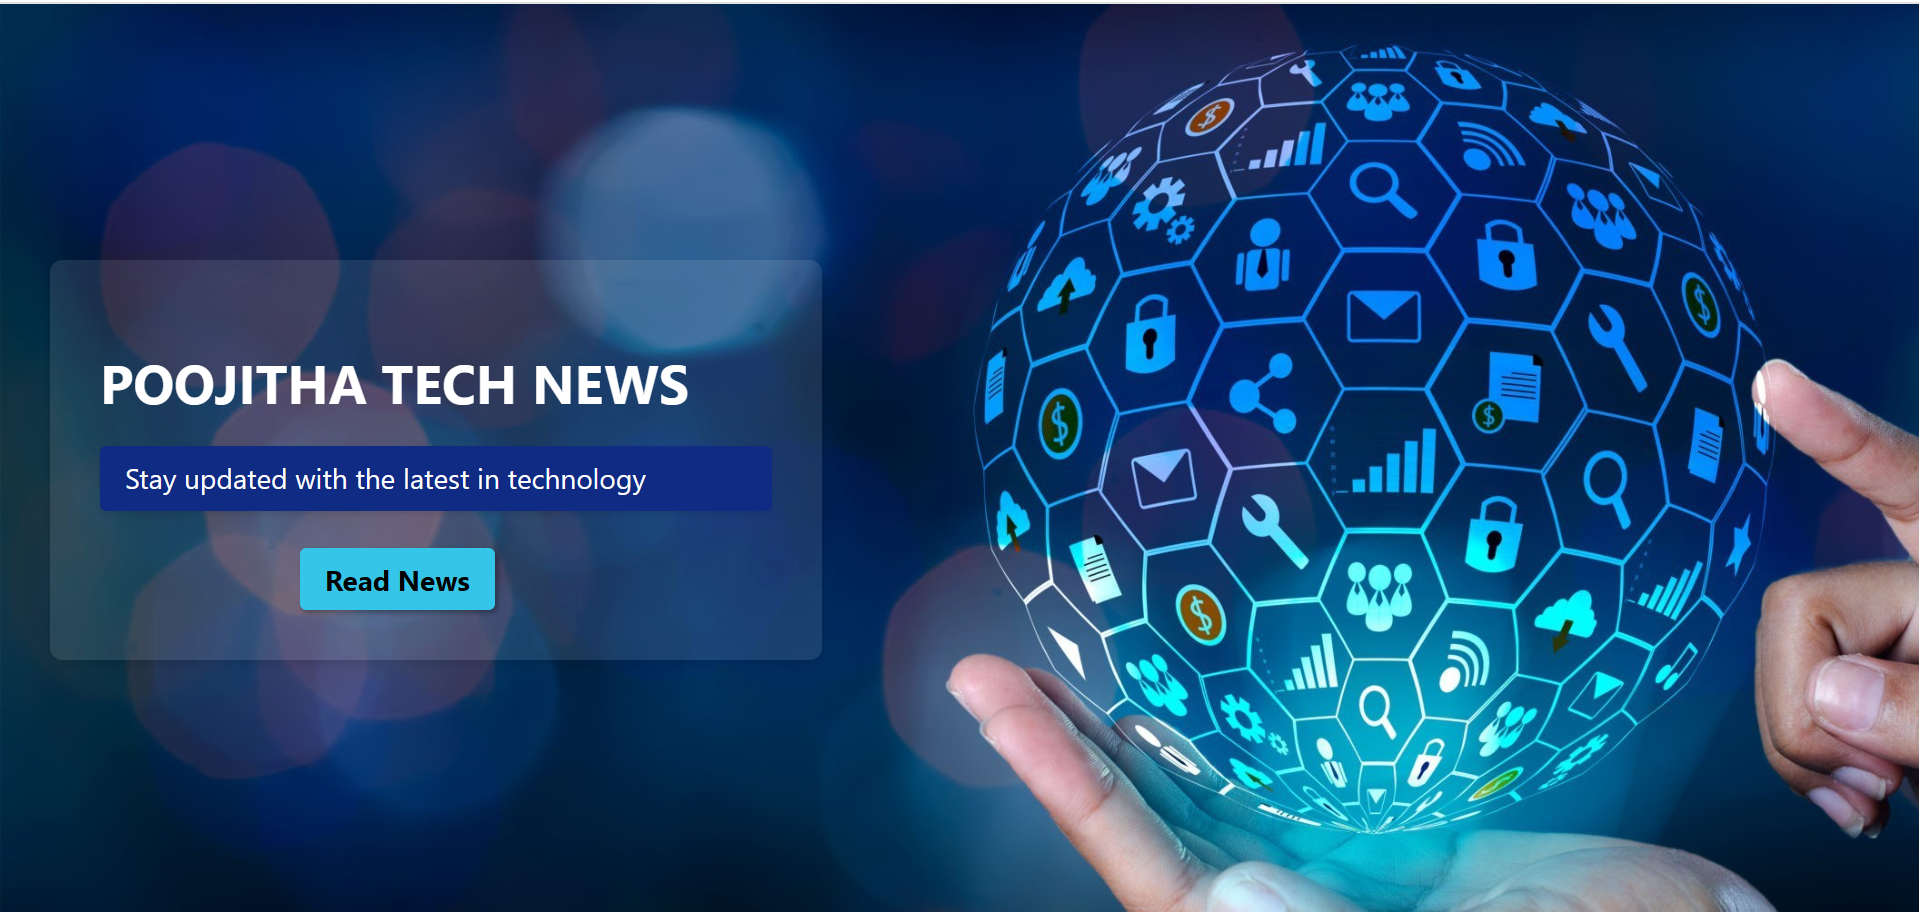 POOJITHA TECH NEWS
Stay updated with the latest in technology
Read News